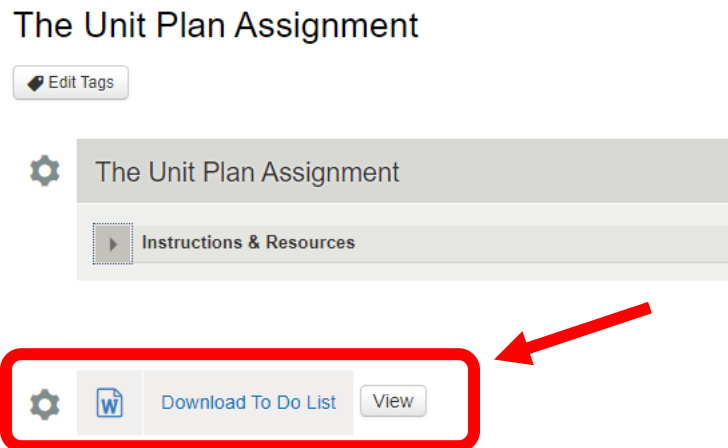 The Unit Plan Assignment
Edit Tags
The Unit Plan Assignment
Instructions & Resources
W Download To Do List View